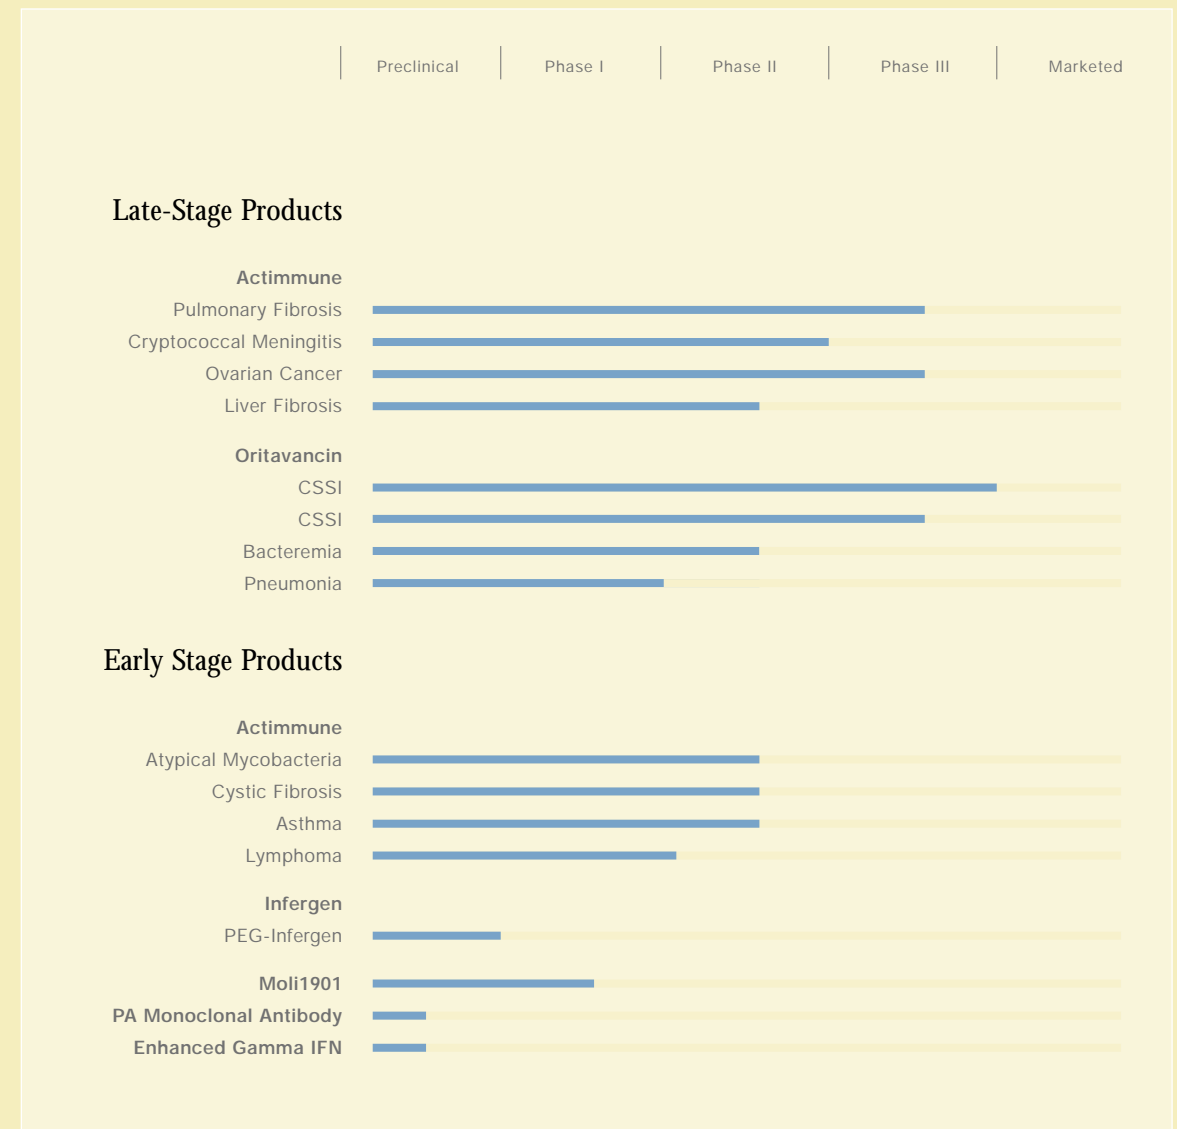 Preclinical Phase I Phase II Phase III Marketed
Late-Stage Products
Actimmune
Pulmonary Fibrosis
Cryptococcal Meningitis
Ovarian Cancer
Liver Fibrosis
Oritavancin
CSSI
CSSI
Bacteremia
Pneumonia
Early Stage Products
Actimmune
Atypical Mycobacteria
Cystic Fibrosis
Asthma
Lymphoma
Infergen
PEG-Infergen
Moli1901
PA Monoclonal Antibody
Enhanced Gamma IFN